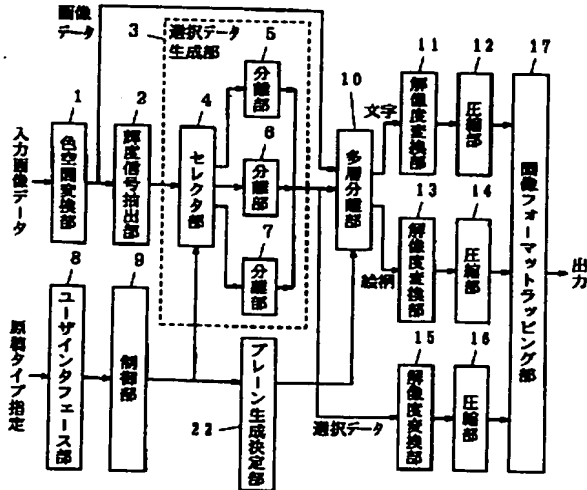 画像
データ
3
選択データ
生成部
5
分離部
11
12
17
1
2
4
10
文字
解像度変換部
圧縮部
入力画像データ
色空間変換部
輝度信号抽出部
セレクタ部
6
分離部
多層分離部
13
14
画像フォーマットラッピング部
7
分離部
絵柄
解像度変換部
圧縮部
出力
8
9
原稿タイプ指定
ユーザインタフェース部
制御部
プレーン生成決定部
22
15
16
解像度変換部
圧縮部
選択データ